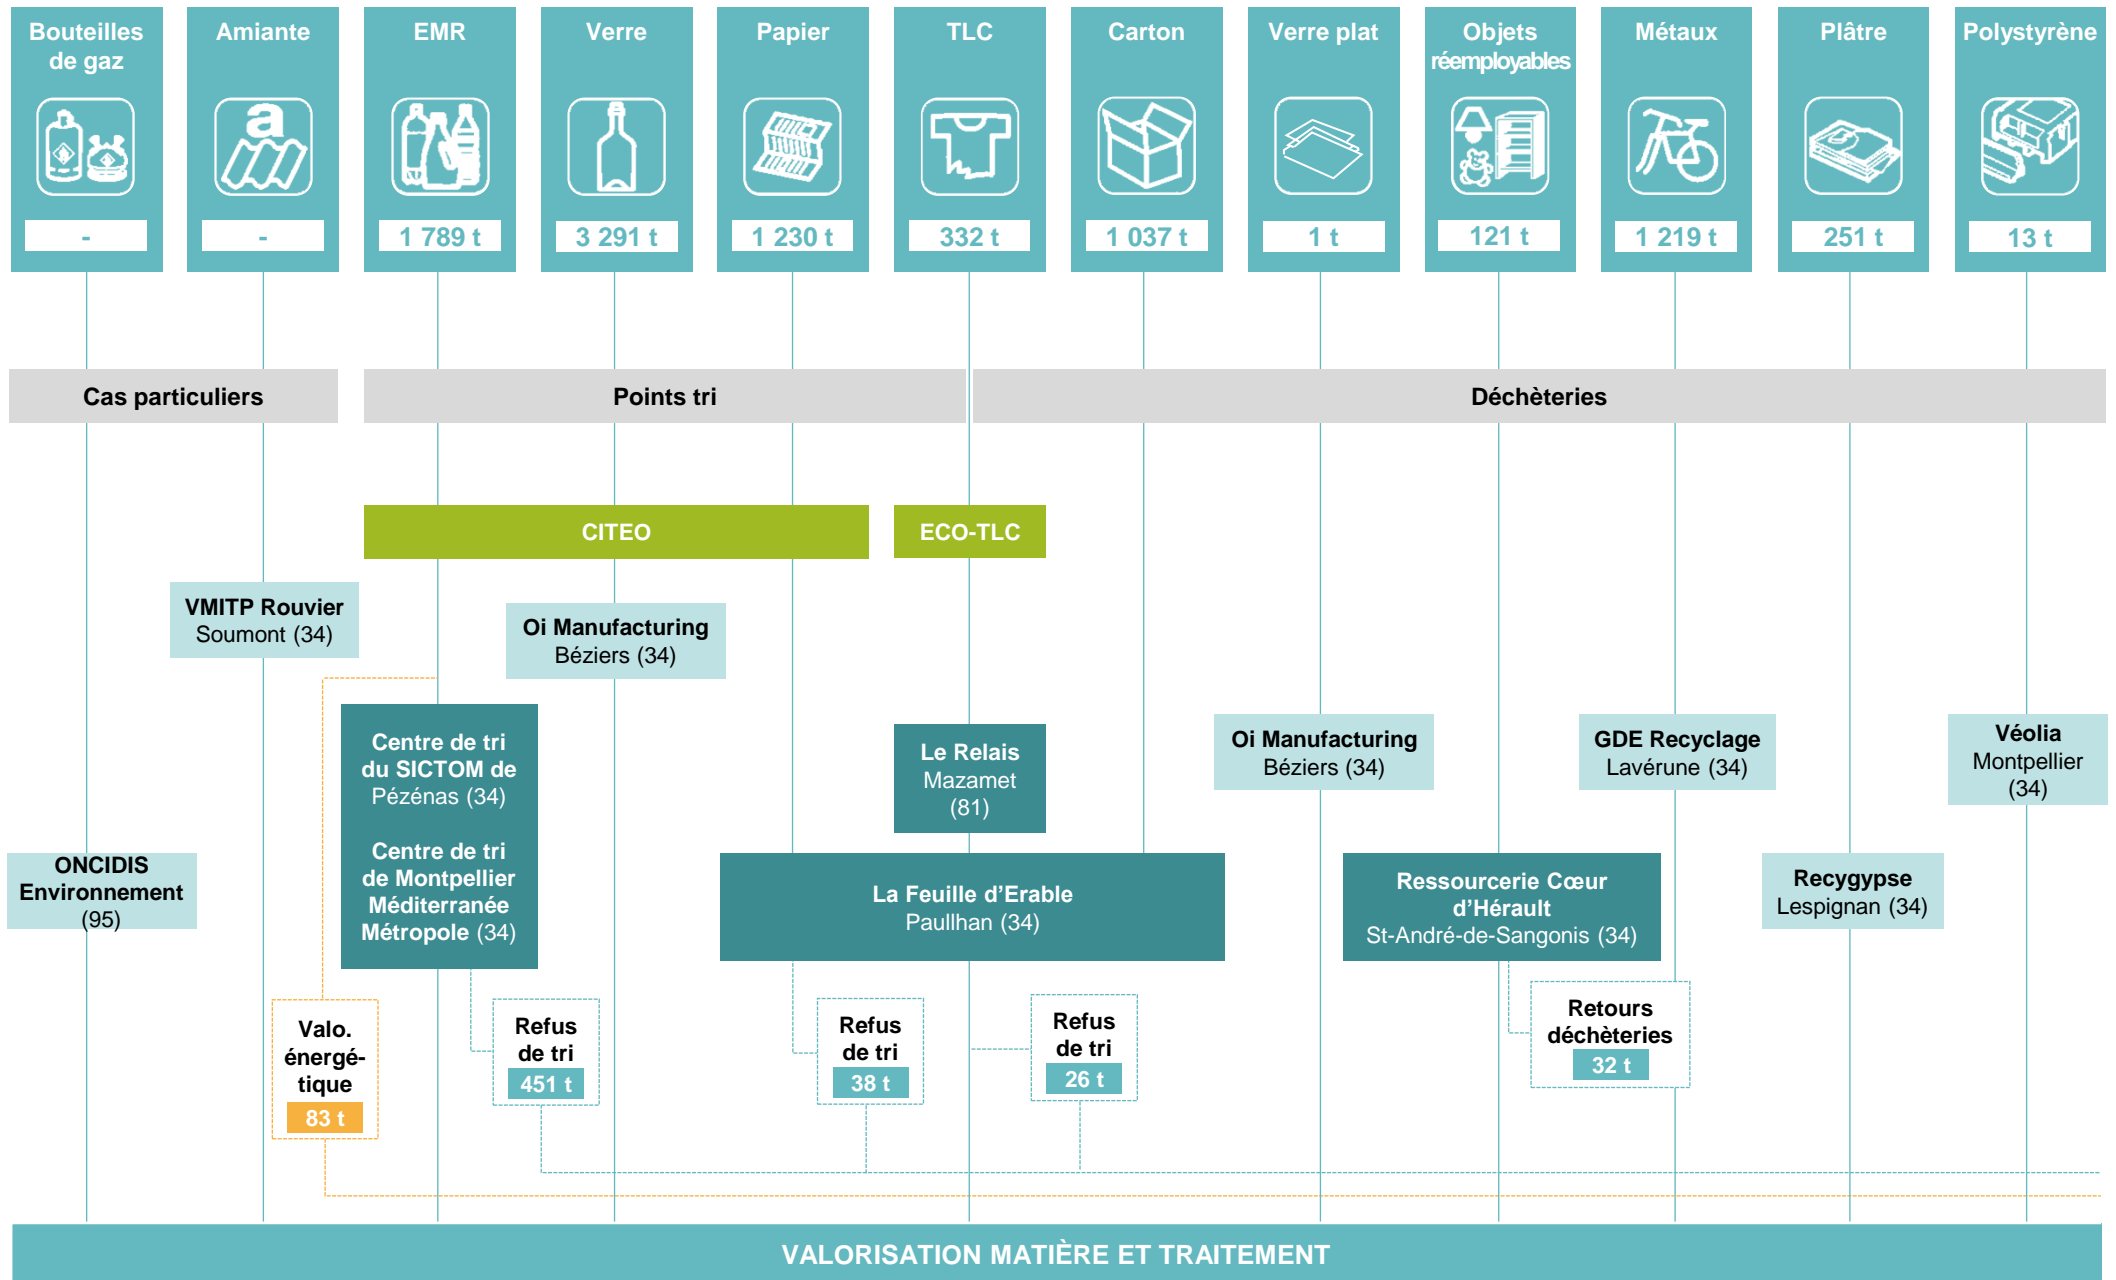 Bouteilles
de gaz
-
Amiante
a
-
EMR
1 789 t
Verre
3 291 t
Papier
1 230 t
TLC
332 t
Carton
1 037 t
Verre plat
1 t
Objets
réemployables
121 t
Métaux
1 219 t
Plâtre
251 t
Polystyrène
13 t
Cas particuliers
Points tri
Déchèteries
CITEO
ECO-TLC
VMITP Rouvier
Soumont (34)
Oi Manufacturing
Béziers (34)
Centre de tri
du SICTOM de
Pézénas (34)
Centre de tri
de Montpellier
Méditerranée
Métropole (34)
Le Relais
Mazamet
(81)
Oi Manufacturing
Béziers (34)
GDE Recyclage
Lavérune (34)
Véolia
Montpellier
(34)
ONCIDIS
Environnement
(95)
La Feuille d’Erable
Paullhan (34)
Ressourcerie Cœur
d’Hérault
St-André-de-Sangonis (34)
Recygypse
Lespignan (34)
Valo.
énergé-
tique
83 t
Refus
de tri
451 t
Refus
de tri
38 t
Refus
de tri
26 t
Retours
déchèteries
32 t
VALORISATION MATIÈRE ET TRAITEMENT